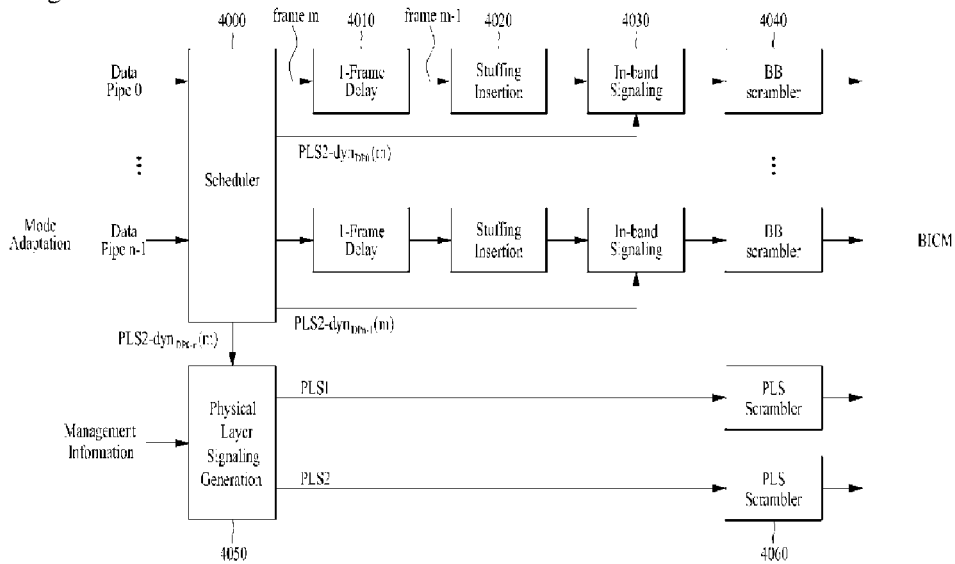 4000
frame m
4010
frame m-1
4020
4030
4040
Data
Pipe 0
1-Frame
Delay
Stuffing
Insertion
In-band
Signaling
BB
scrambler
PLS2-dyn
(m)
Scheduler
Mode
Adaptation
Data
Pipe n-1
1-Frame
Delay
Stuffing
Insertion
In-band
Signaling
BB
scrambler
BICM
PLS2-dyn
(m)
PLS2-dyn
(m)
PLS1
PLS
Scrambler
Management
Information
Physical
Layer
Signaling
Generation
PLS2
PLS
Scrambler
4050
4060